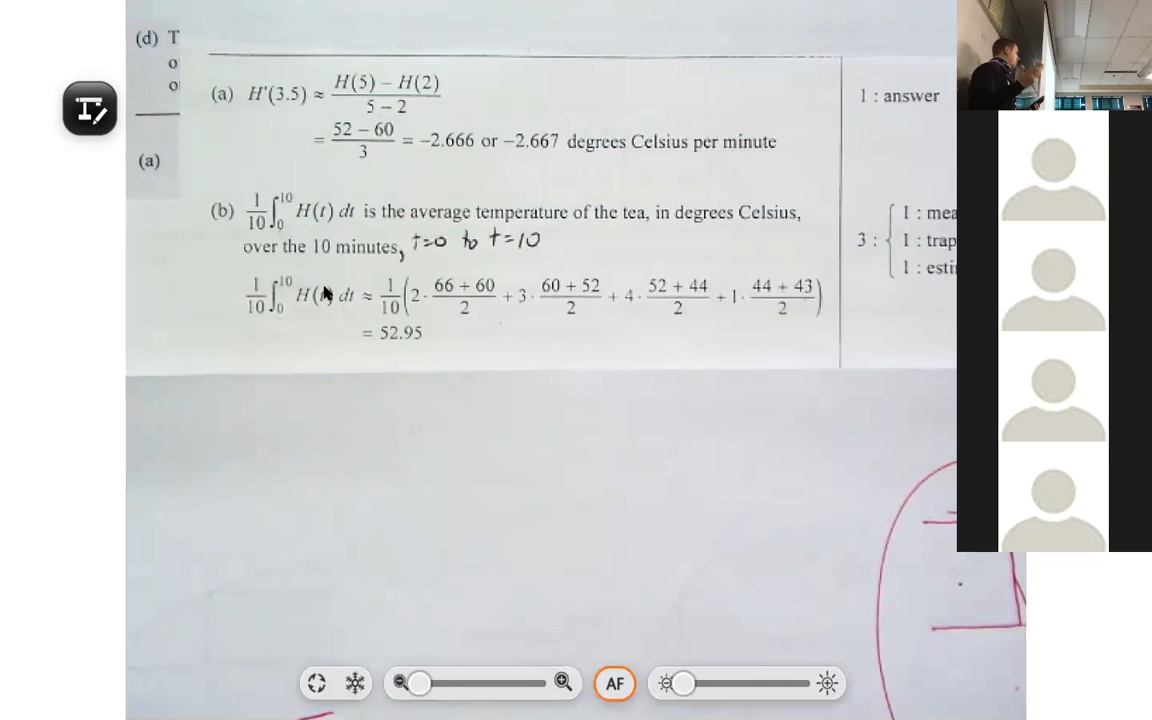 (d) T
o
o
(a)
(a) H'(3.5) ≈ H(5) − H(2) / 5 − 2
= 52 − 60 / 3 = −2.666 or −2.667 degrees Celsius per minute
1 : answer
(b) 1/10 ∫₀¹⁰ H(t) dt is the average temperature of the tea, in degrees Celsius,
over the 10 minutes, t=0 to t=10
1/10 ∫₀¹⁰ H(t) dt ≈ 1/10 (2 · 66 + 60 / 2 + 3 · 60 + 52 / 2 + 4 · 52 + 44 / 2 + 1 · 44 + 43 / 2)
= 52.95
3 : { 1 : mea
1 : trap
1 : esti
AF